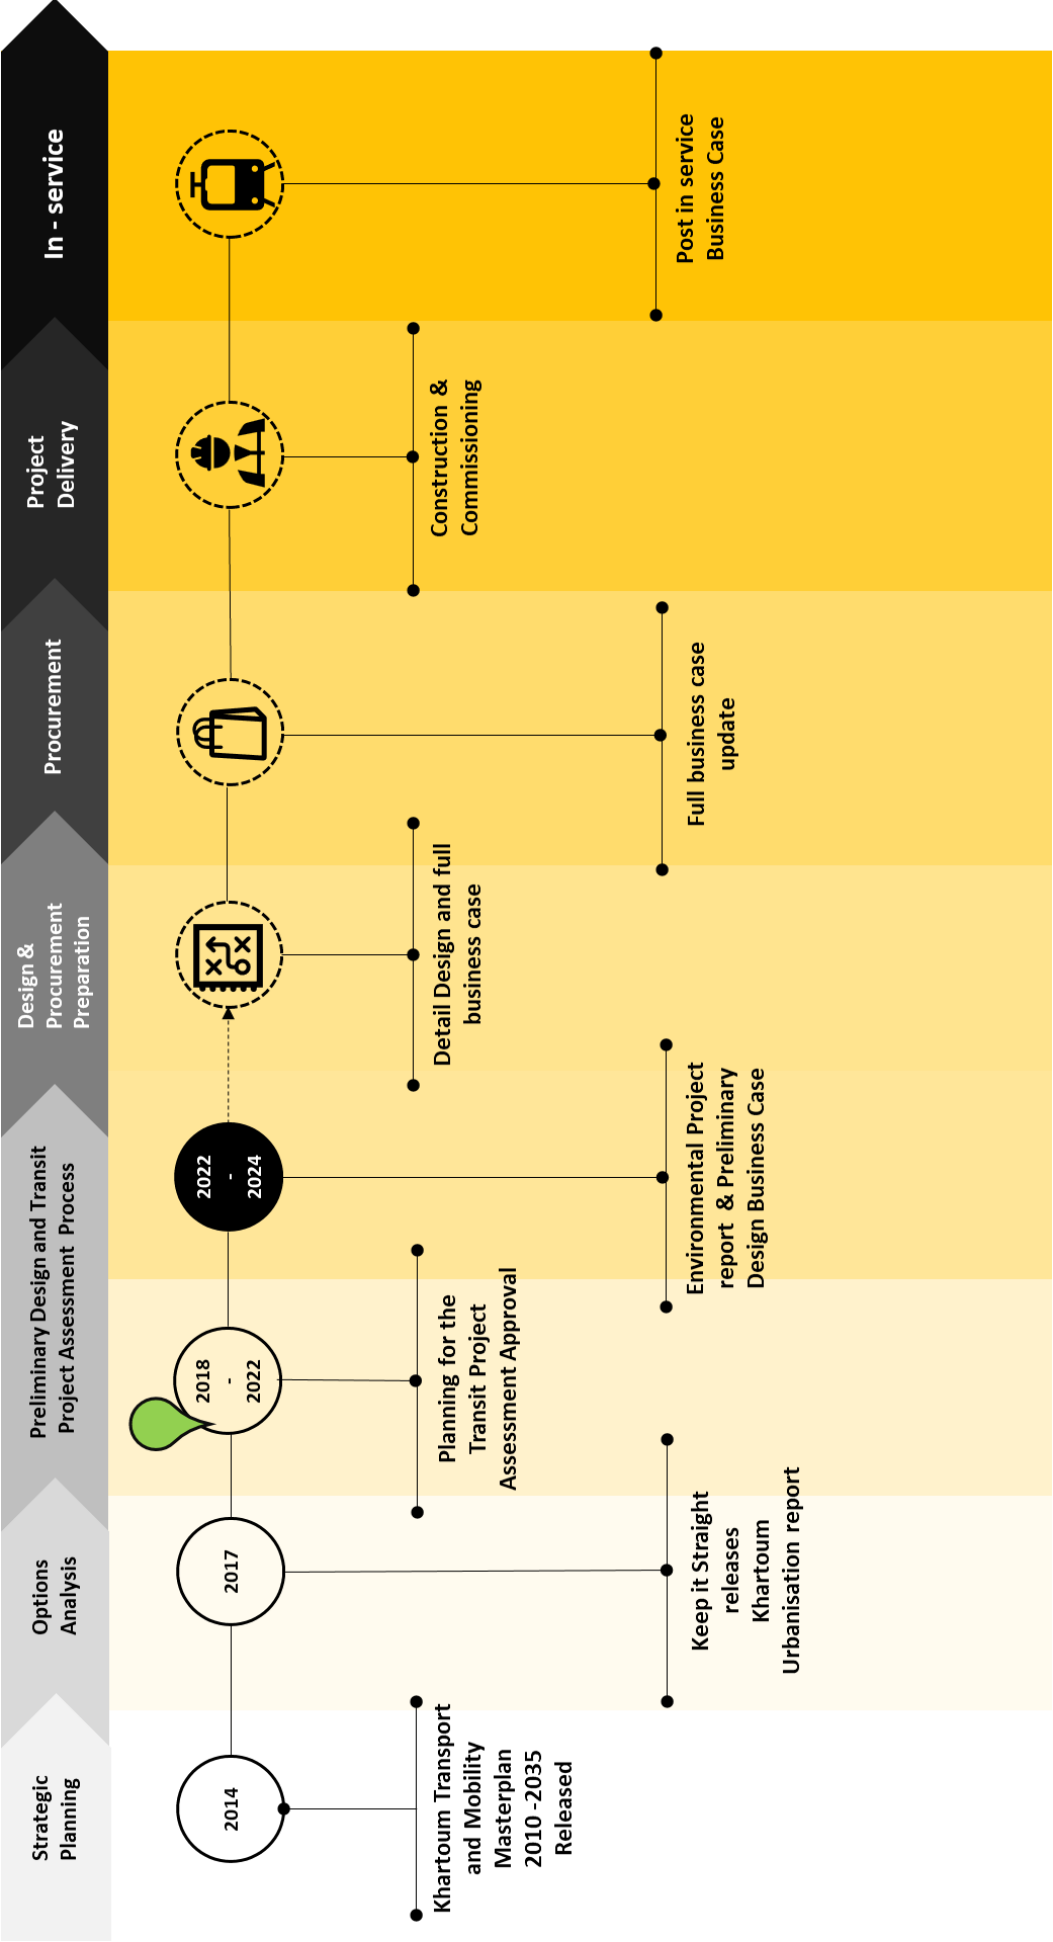 Strategic
Planning
Options
Analysis
Preliminary Design and Transit
Project Assessment Process
Design &
Procurement
Preparation
Procurement
Project
Delivery
In - service
2014
2017
2018
-
2022
2022
-
2024
Khartoum Transport
and Mobility
Masterplan
2010 -2035
Released
Keep it Straight
releases
Khartoum
Urbanisation report
Planning for the
Transit Project
Assessment Approval
Environmental Project
report & Preliminary
Design Business Case
Detail Design and full
business case
Full business case
update
Construction &
Commissioning
Post in service
Business Case